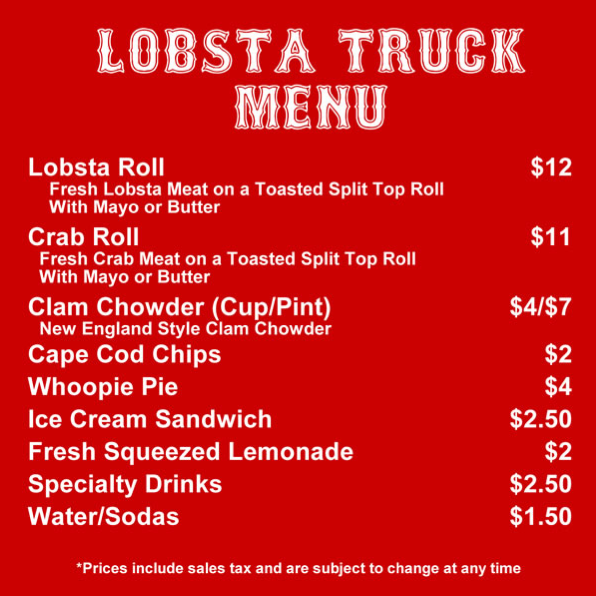 LOBSTA TRUCK
MENU
Lobsta Roll $12
Fresh Lobsta Meat on a Toasted Split Top Roll
With Mayo or Butter
Crab Roll $11
Fresh Crab Meat on a Toasted Split Top Roll
With Mayo or Butter
Clam Chowder (Cup/Pint) $4/$7
New England Style Clam Chowder
Cape Cod Chips $2
Whoopie Pie $4
Ice Cream Sandwich $2.50
Fresh Squeezed Lemonade $2
Specialty Drinks $2.50
Water/Sodas $1.50
*Prices include sales tax and are subject to change at any time